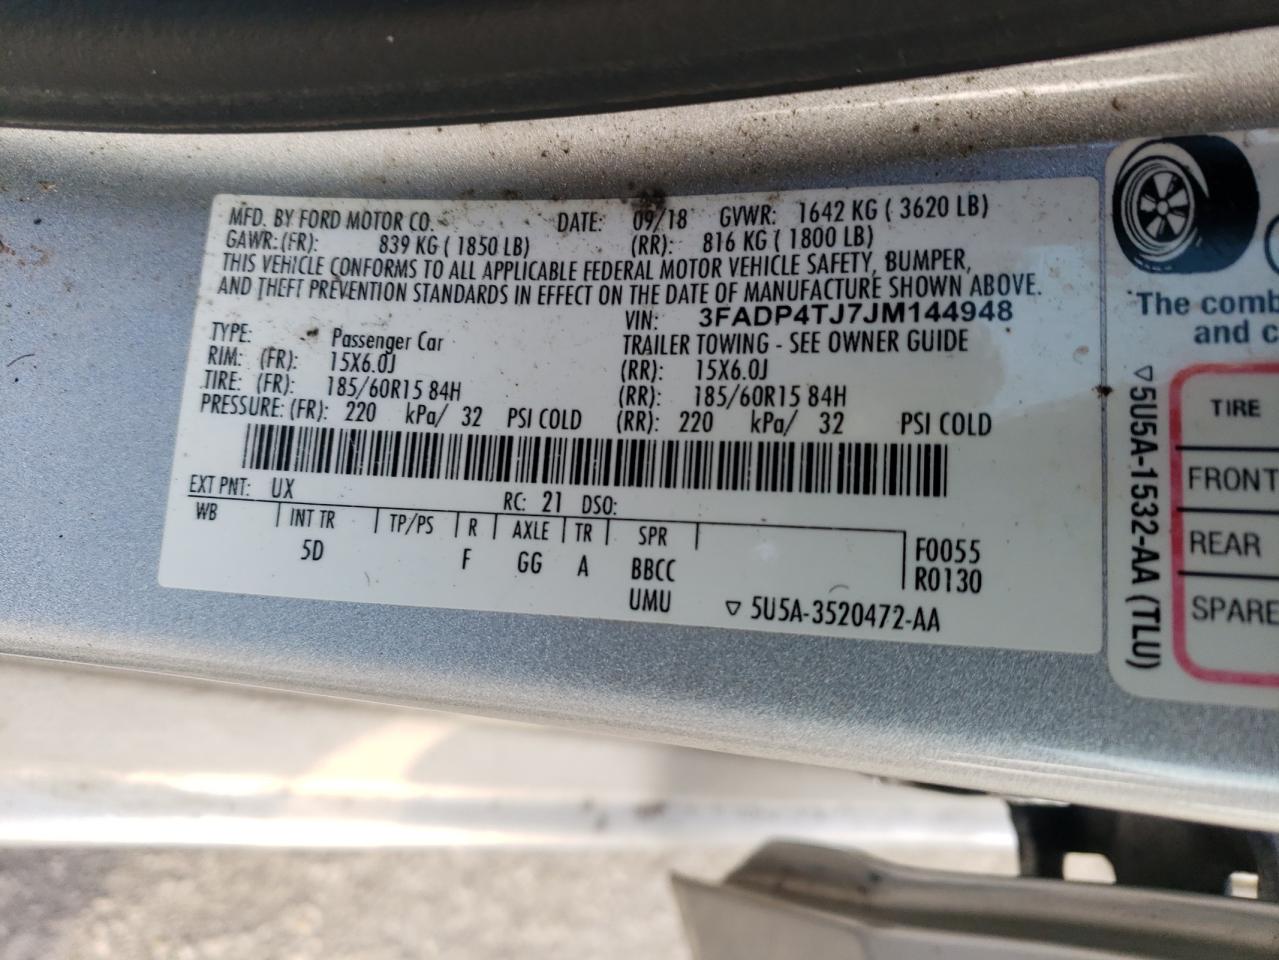 MFD. BY FORD MOTOR CO. DATE: 09/18 GVWR: 1642 KG ( 3620 LB)
GAWR:(FR): 839 KG ( 1850 LB) (RR): 816 KG ( 1800 LB)
THIS VEHICLE CONFORMS TO ALL APPLICABLE FEDERAL MOTOR VEHICLE SAFETY, BUMPER,
AND THEFT PREVENTION STANDARDS IN EFFECT ON THE DATE OF MANUFACTURE SHOWN ABOVE.
VIN: 3FADP4TJ7JM144948
TYPE: Passenger Car TRAILER TOWING - SEE OWNER GUIDE
RIM: (FR): 15X6.0J (RR): 15X6.0J
TIRE: (FR): 185/60R15 84H (RR): 185/60R15 84H
PRESSURE: (FR): 220 kPa/ 32 PSI COLD (RR): 220 kPa/ 32 PSI COLD
EXT PNT: UX RC: 21 DSO:
WB INT TR TP/PS R AXLE TR SPR
5D F GG A BBCC
UMU
F0055
R0130
▽ 5U5A-3520472-AA
The comb
and c
▽5U5A-1532-AA (TLU)
TIRE
FRONT
REAR
SPARE